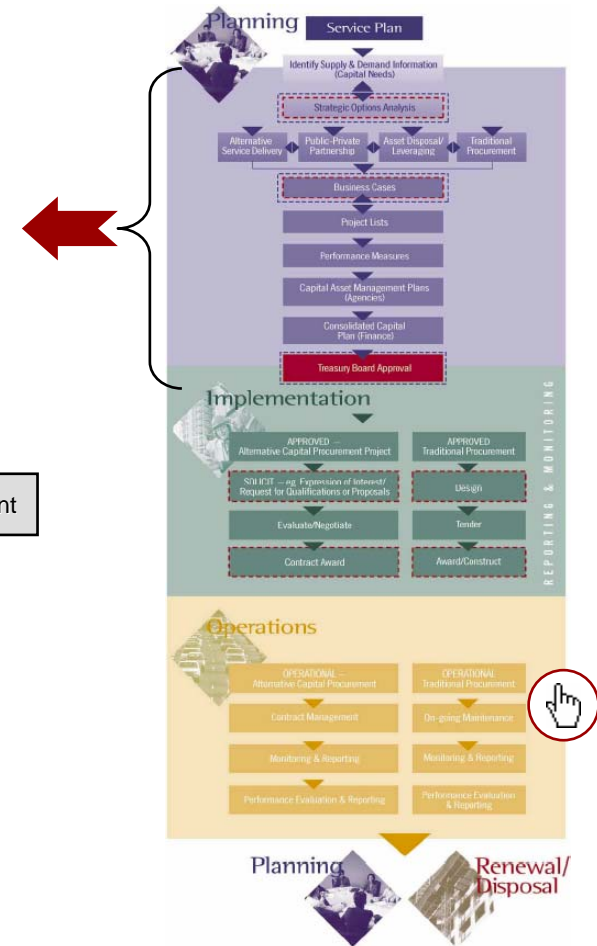 Planning
Service Plan
Identify Supply & Demand Information
(Capital Needs)
Strategic Options Analysis
Alternative
Service Delivery
Public-Private
Partnership
Asset Disposal/
Leveraging
Traditional
Procurement
Business Cases
Project Lists
Performance Measures
Capital Asset Management Plans
(Agencies)
Consolidated Capital
Plan (Finance)
Treasury Board Approval
Implementation
REPORTING & MONITORING
APPROVED —
Alternative Capital Procurement Project
APPROVED
Traditional Procurement
SOLICIT — eg. Expression of Interest/
Request for Qualifications or Proposals
Design
nt
Evaluate/Negotiate
Tender
Contract Award
Award/Construct
Operations
OPERATIONAL —
Alternative Capital Procurement
OPERATIONAL
Traditional Procurement
Contract Management
On-going Maintenance
Monitoring & Reporting
Monitoring & Reporting
Performance Evaluation & Reporting
Performance Evaluation
& Reporting
Planning
Renewal/
Disposal